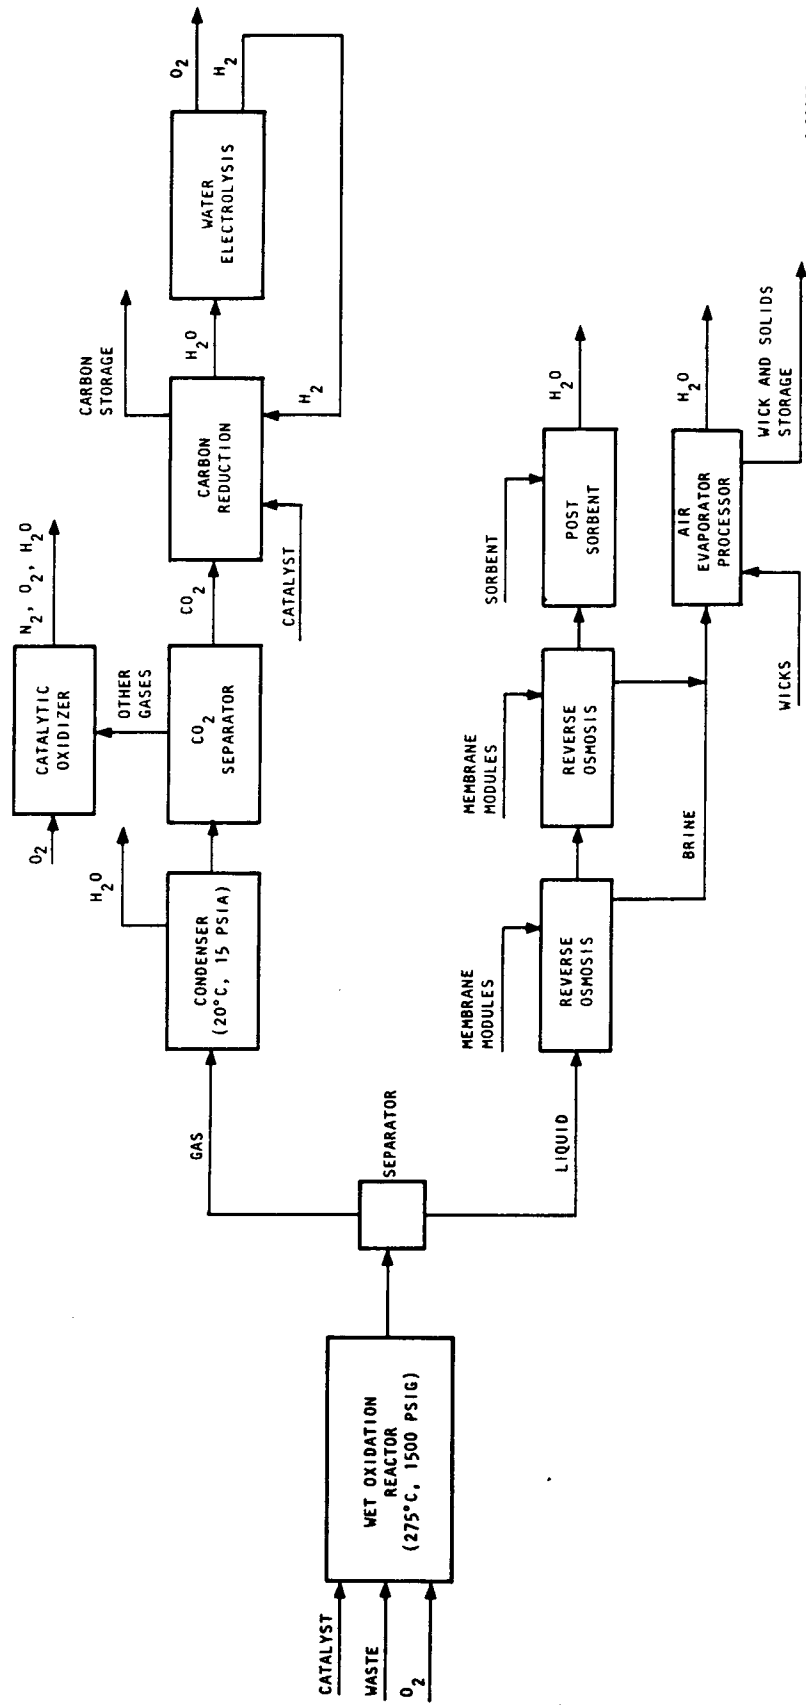 CATALYST
WASTE
O2
WET OXIDATION
REACTOR
(275°C, 1500 PSIG)
SEPARATOR
GAS
CONDENSER
(20°C, 15 PSIA)
H2O
CO2
SEPARATOR
OTHER
GASES
O2
CATALYTIC
OXIDIZER
N2, O2, H2O
CO2
CATALYST
CARBON
REDUCTION
CARBON
STORAGE
H2
H2O
WATER
ELECTROLYSIS
O2
H2
LIQUID
MEMBRANE
MODULES
REVERSE
OSMOSIS
MEMBRANE
MODULES
REVERSE
OSMOSIS
SORBENT
POST
SORBENT
H2O
BRINE
WICKS
AIR
EVAPORATOR
PROCESSOR
H2O
WICK AND SOLIDS
STORAGE